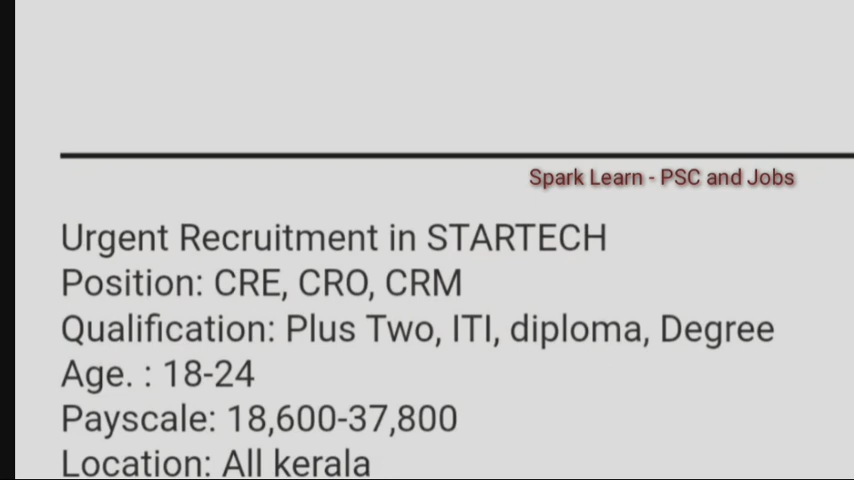 Spark Learn - PSC and Jobs
Urgent Recruitment in STARTECH
Position: CRE, CRO, CRM
Qualification: Plus Two, ITI, diploma, Degree
Age. : 18-24
Payscale: 18,600-37,800
Location: All kerala